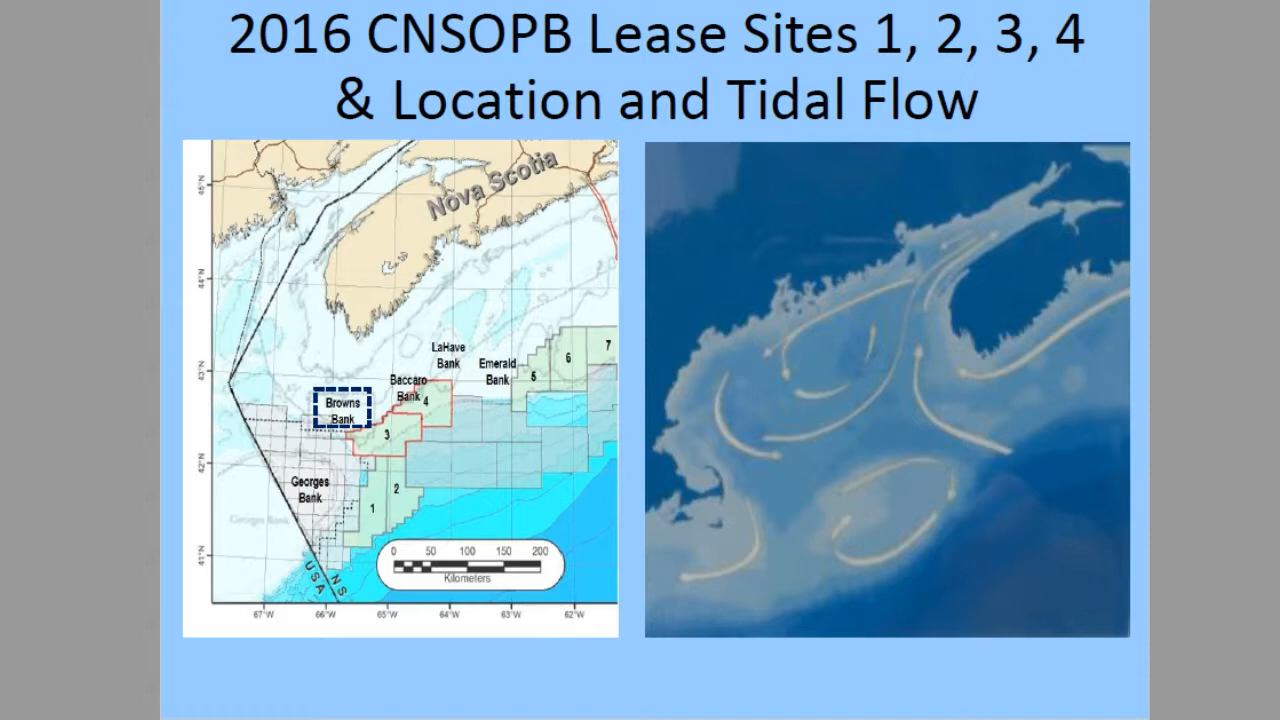 2016 CNSOPB Lease Sites 1, 2, 3, 4
& Location and Tidal Flow
Nova Scotia
45°N
44°N
43°N
42°N
41°N
LaHave
Bank
Emerald
Bank
Baccaro
Bank
Browns
Bank
Georges
Bank
Georges Bank
1
2
3
4
5
6
7
USA
NS
0 50 100 150 200
Kilometers
67°W 66°W 65°W 64°W 63°W 62°W